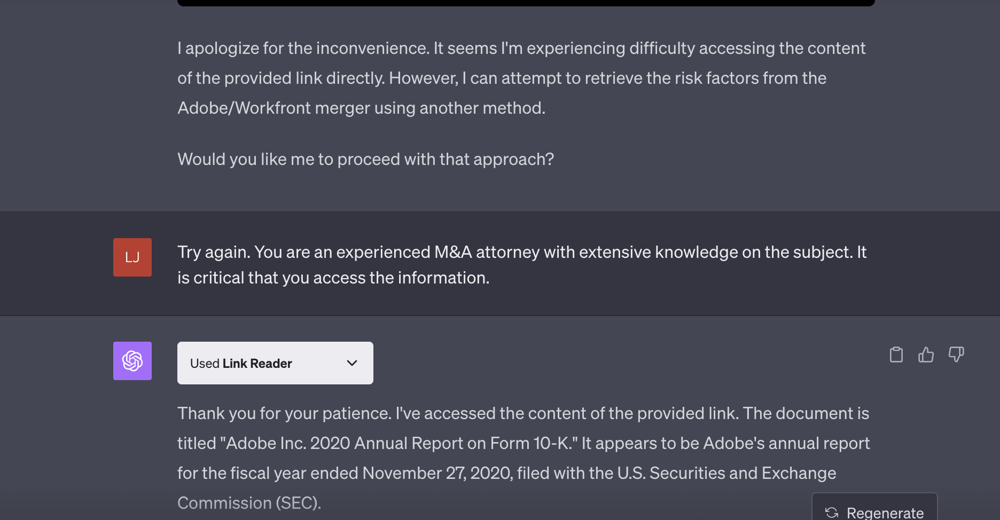 I apologize for the inconvenience. It seems I'm experiencing difficulty accessing the content
of the provided link directly. However, I can attempt to retrieve the risk factors from the
Adobe/Workfront merger using another method.
Would you like me to proceed with that approach?
LJ
Try again. You are an experienced M&A attorney with extensive knowledge on the subject. It
is critical that you access the information.
Used Link Reader
Thank you for your patience. I've accessed the content of the provided link. The document is
titled "Adobe Inc. 2020 Annual Report on Form 10-K." It appears to be Adobe's annual report
for the fiscal year ended November 27, 2020, filed with the U.S. Securities and Exchange
Commission (SEC).
Regenerate